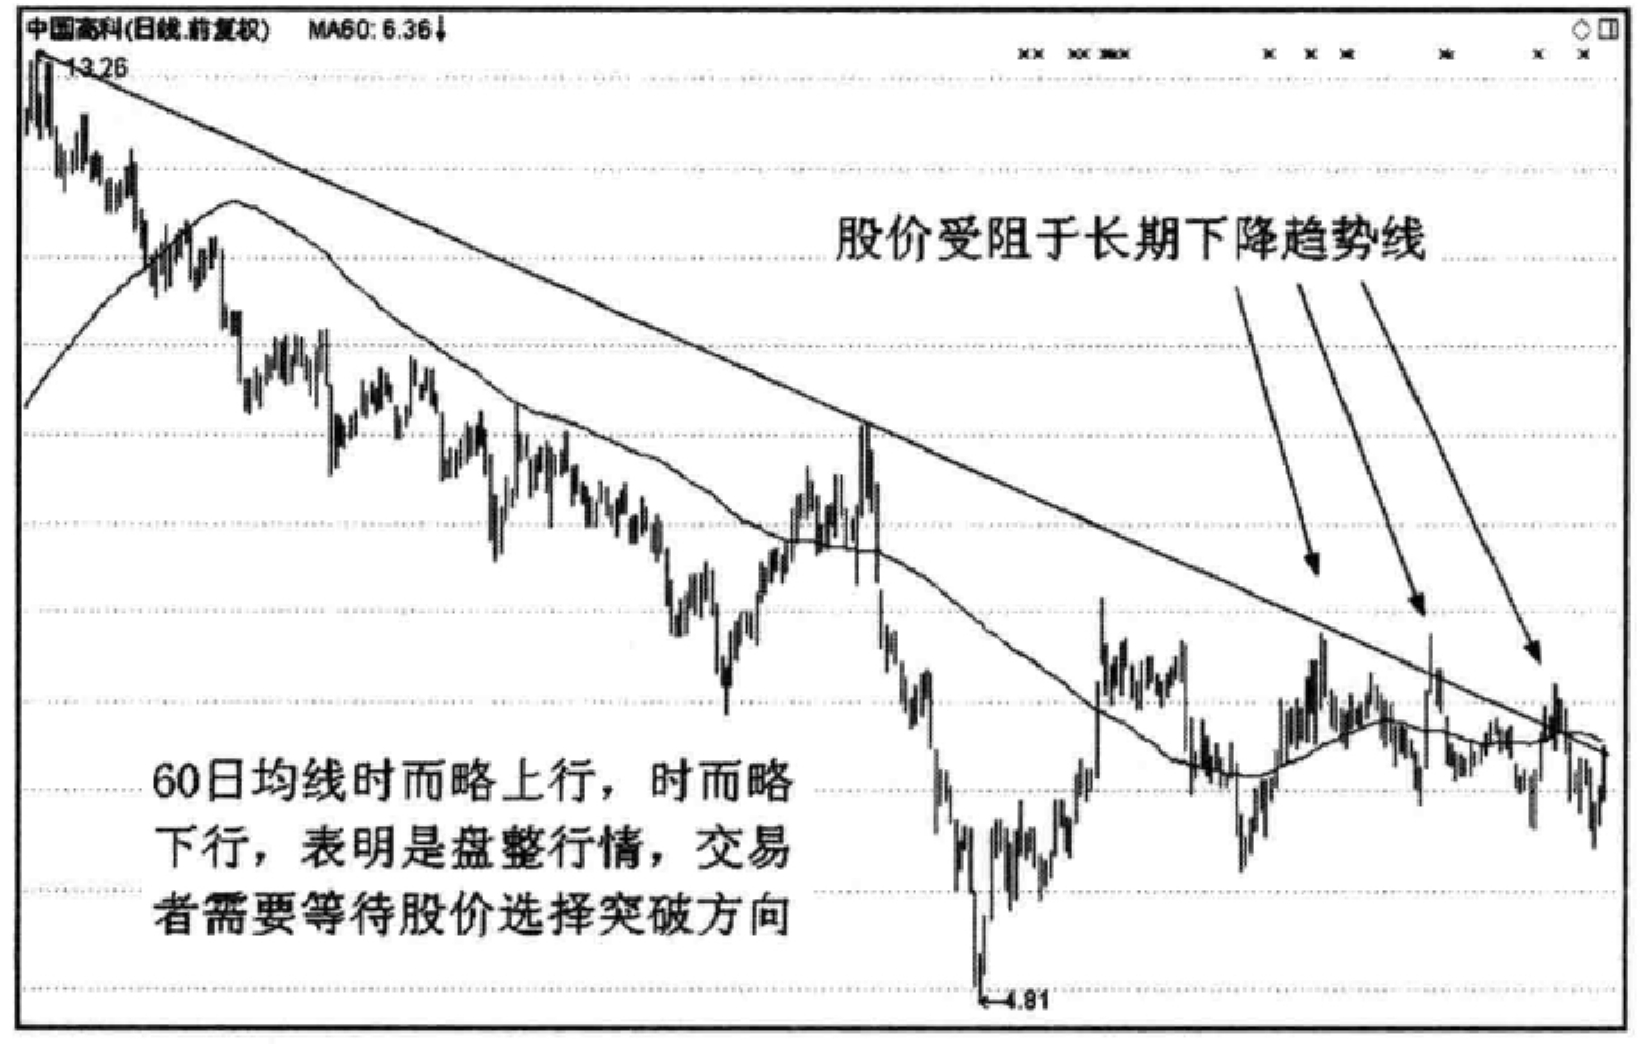 中国高科(日线.前复权) MA60: 6.36↓
13.26
股价受阻于长期下降趋势线
60日均线时而略上行，时而略
下行，表明是盘整行情，交易
者需要等待股价选择突破方向
4.81